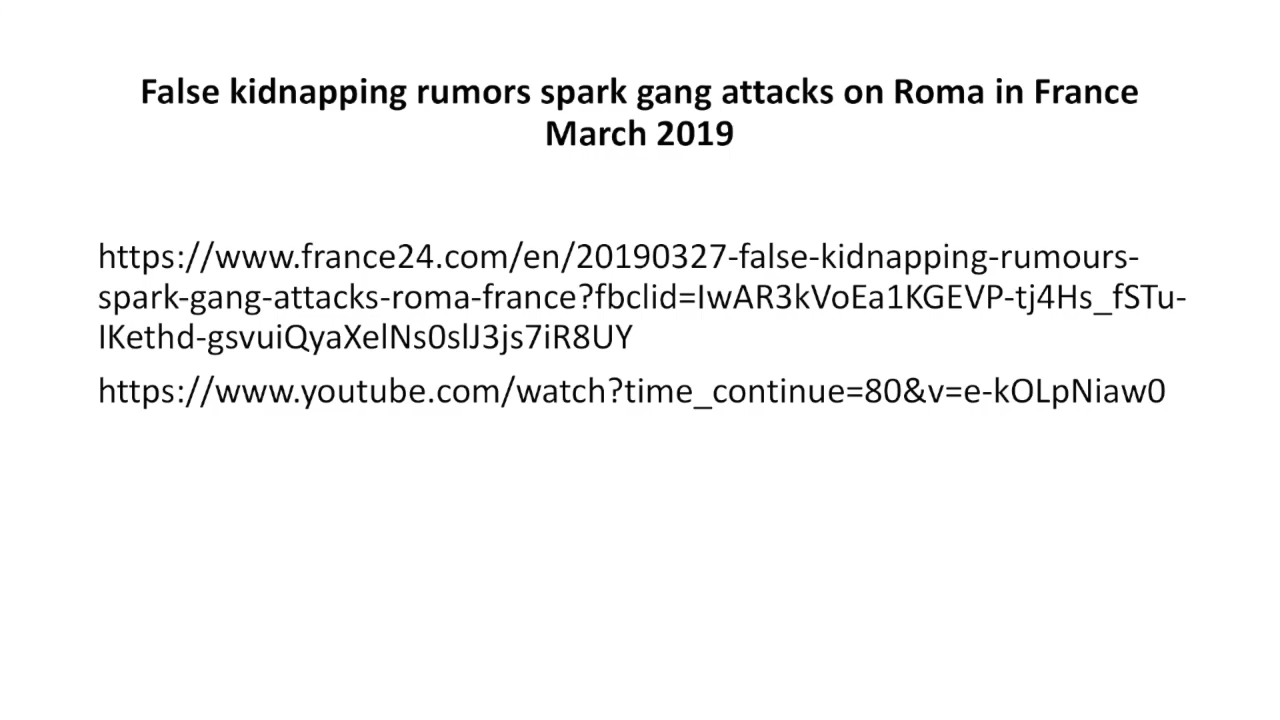 False kidnapping rumors spark gang attacks on Roma in France
March 2019
https://www.france24.com/en/20190327-false-kidnapping-rumours-
spark-gang-attacks-roma-france?fbclid=IwAR3kVoEa1KGEVP-tj4Hs_fSTu-
IKethd-gsvuiQyaXelNs0slJ3js7iR8UY
https://www.youtube.com/watch?time_continue=80&v=e-kOLpNiaw0